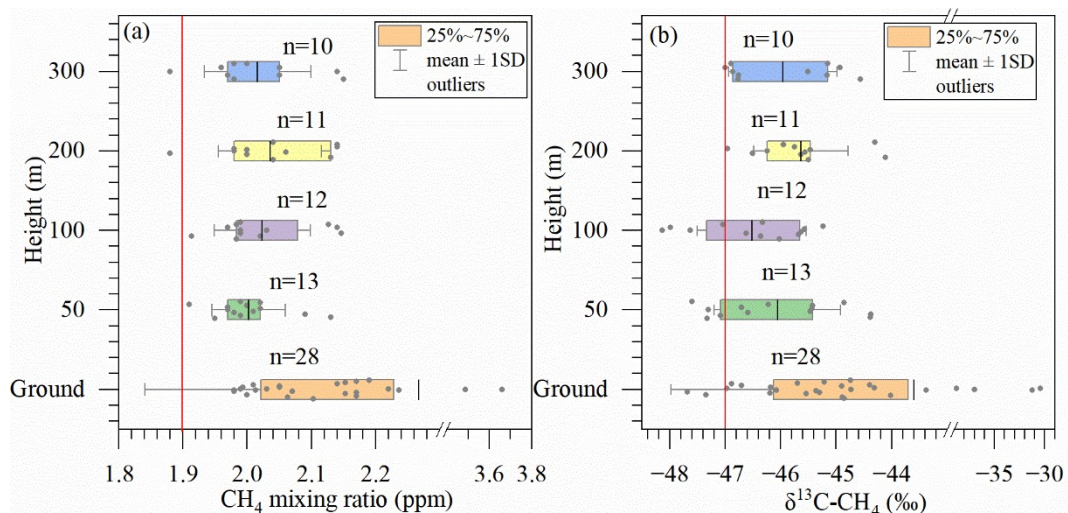 (a)
25%~75%
mean ± 1SD
outliers
n=10
n=11
n=12
n=13
n=28
Height (m)
300
200
100
50
Ground
1.8 1.9 2.0 2.1 2.2 3.6 3.8
CH₄ mixing ratio (ppm)
(b)
25%~75%
mean ± 1SD
outliers
n=10
n=11
n=12
n=13
n=28
Height (m)
300
200
100
50
Ground
−48 −47 −46 −45 −44 −35 −30
δ¹³C-CH₄ (‰)